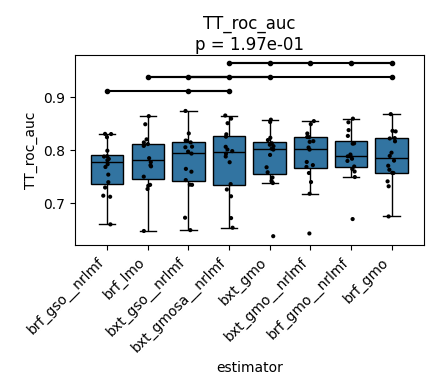 TT_roc_auc
p = 1.97e-01
TT_roc_auc
0.9
0.8
0.7
brf_gso__nrlmf
brf_lmo
bxt_gso__nrlmf
bxt_gmosa__nrlmf
bxt_gmo
bxt_gmo__nrlmf
brf_gmo__nrlmf
brf_gmo
estimator